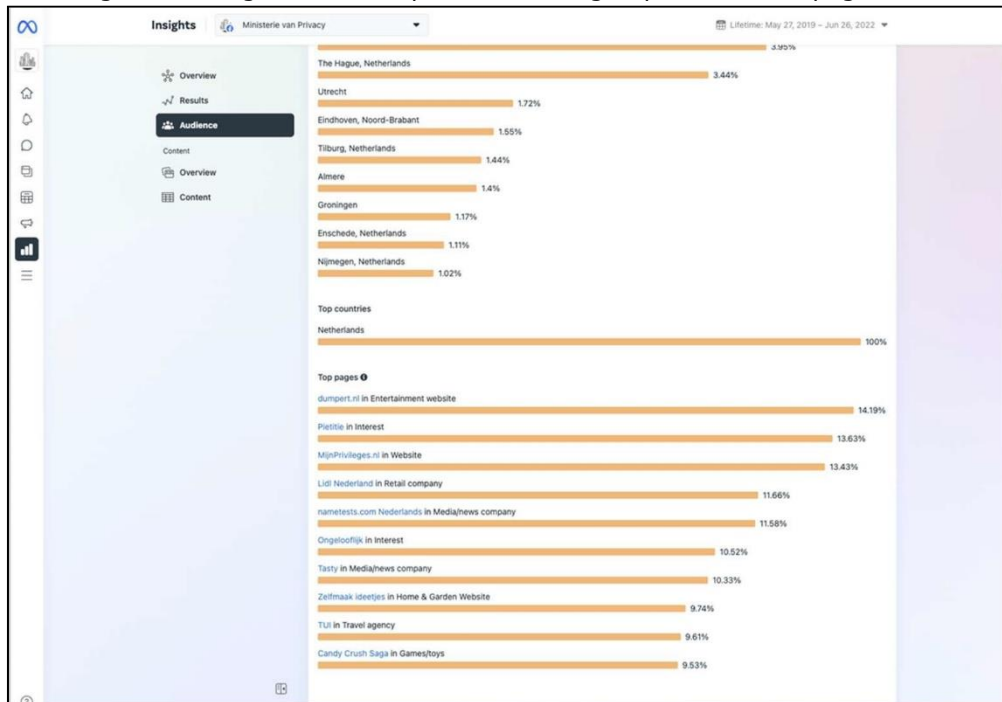 Insights
Ministerie van Privacy
Lifetime: May 27, 2019 – Jun 26, 2022
Overview
Results
Audience
Content
Overview
Content
3.95%
The Hague, Netherlands
3.44%
Utrecht
1.72%
Eindhoven, Noord-Brabant
1.55%
Tilburg, Netherlands
1.44%
Almere
1.4%
Groningen
1.17%
Enschede, Netherlands
1.11%
Nijmegen, Netherlands
1.02%
Top countries
Netherlands
100%
Top pages
dumpert.nl in Entertainment website
14.19%
Pietitie in Interest
13.63%
MijnPrivileges.nl in Website
13.43%
Lidl Nederland in Retail company
11.66%
nametests.com Nederlands in Media/news company
11.58%
Ongelooflijk in Interest
10.52%
Tasty in Media/news company
10.33%
Zelfmaak ideetjes in Home & Garden Website
9.74%
TUI in Travel agency
9.61%
Candy Crush Saga in Games/toys
9.53%